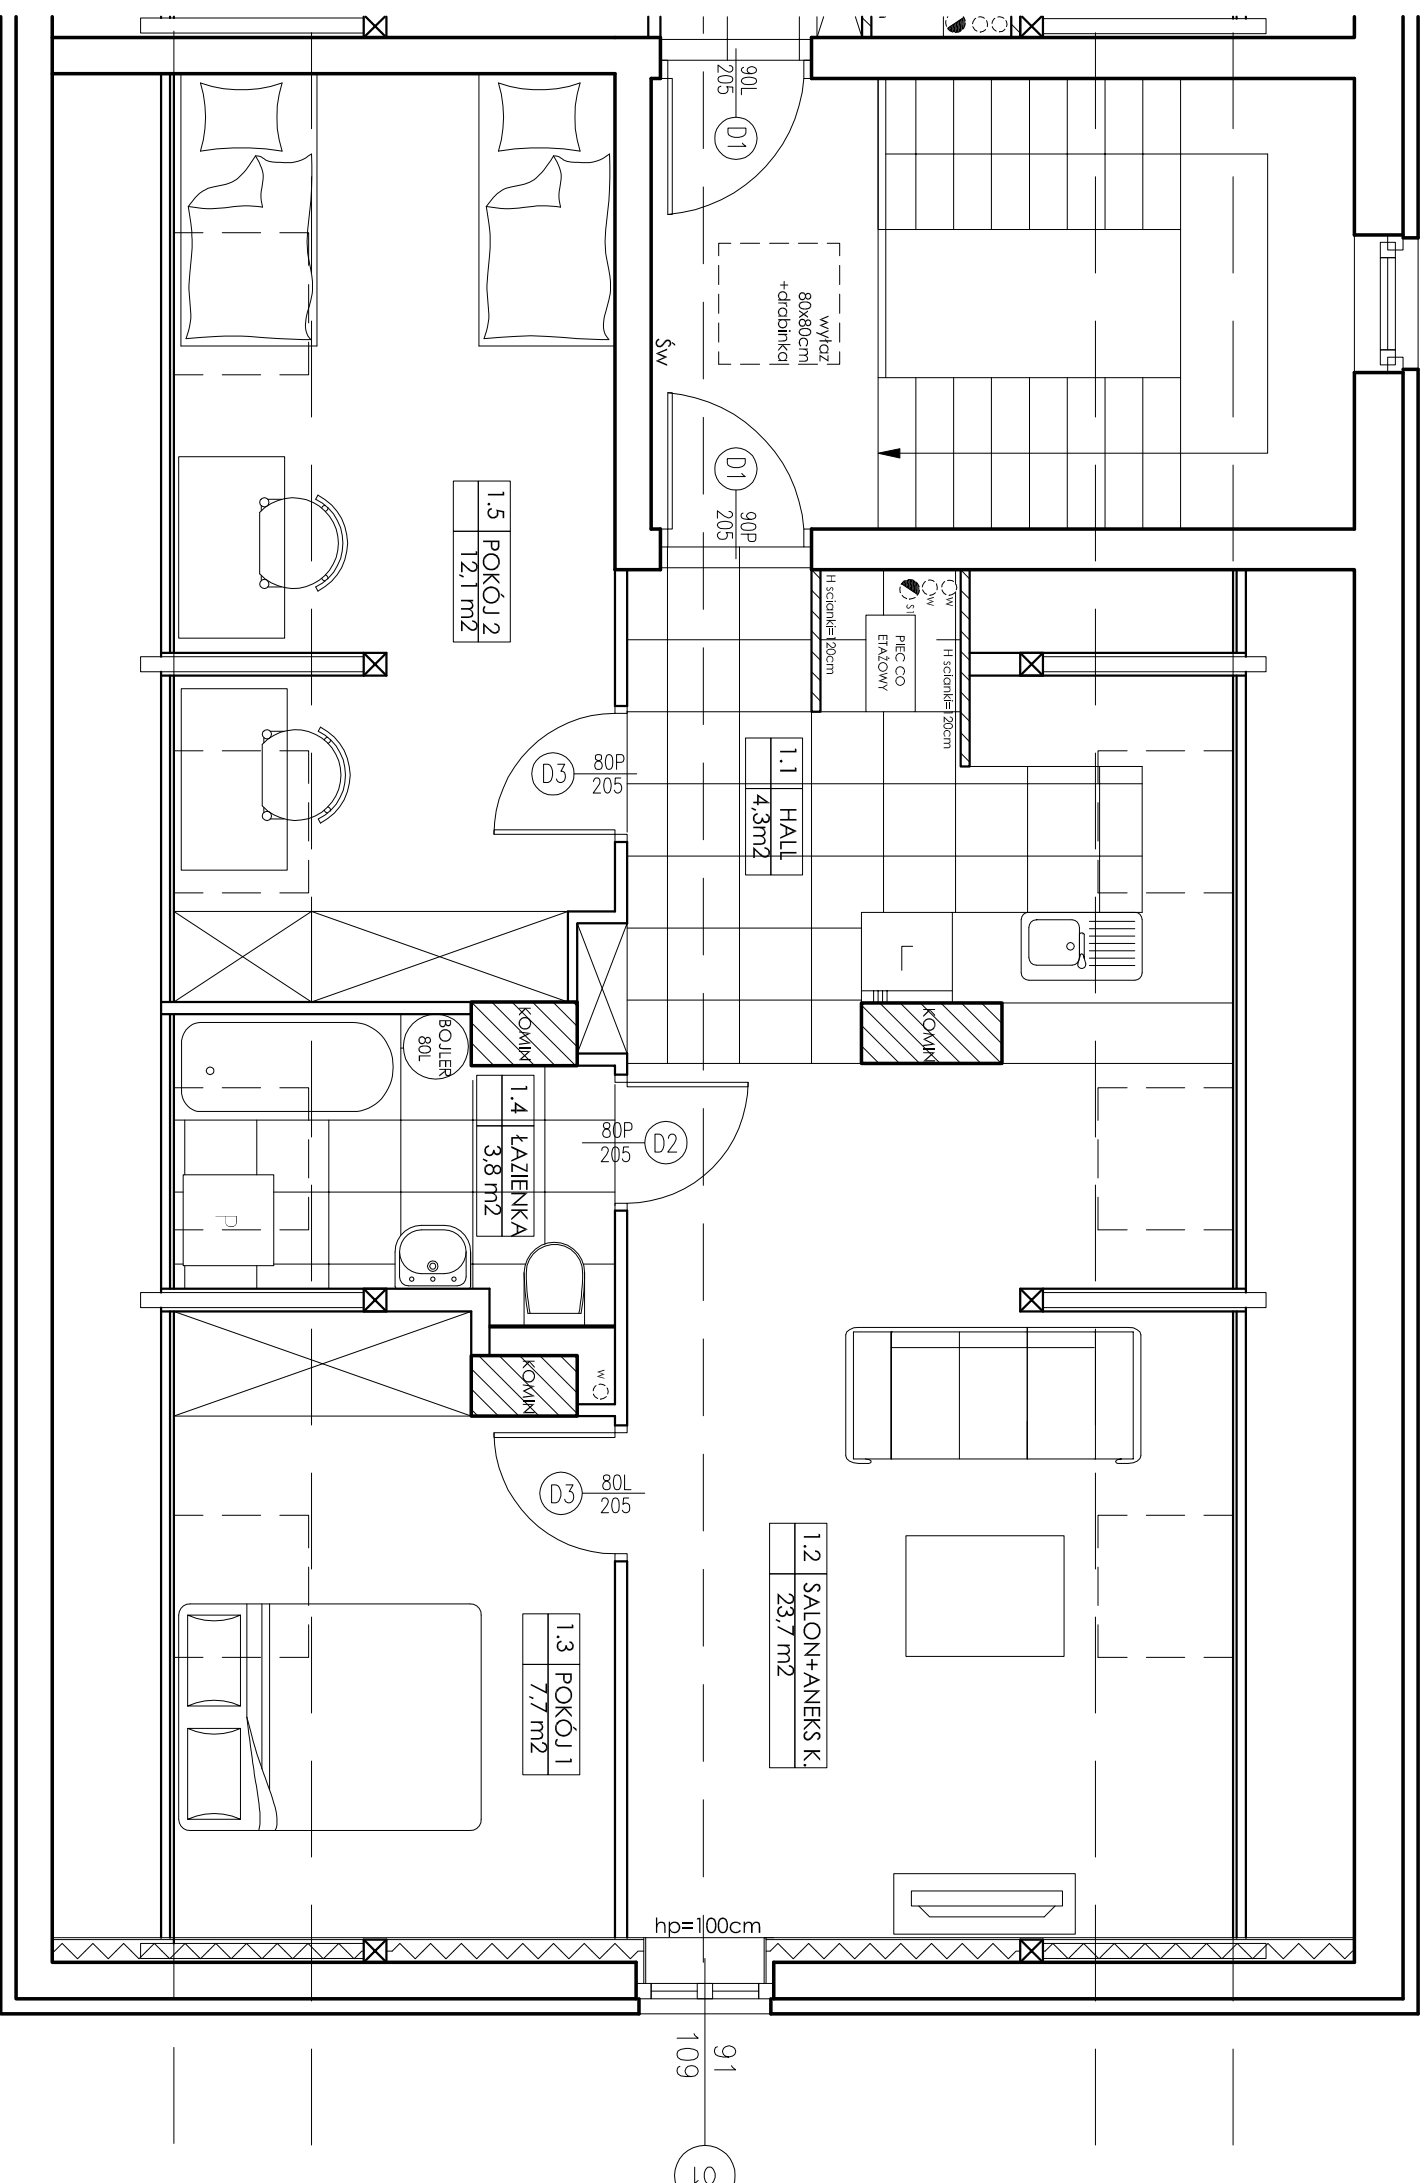 90L
205
D1
wyłaz
80x80cm
+drabinka
Św
D1
90P
205
1.5 POKÓJ 2
12,1 m2
H scianki=120cm
W
W
S1
PIEC CO
ETAŻOWY
H scianki=120cm
D3
80P
205
1.1 HALL
4,3m2
L
KOMIN
KOMIN
BOJLER
80L
1.4 ŁAZIENKA
3,8 m2
80P
205
D2
P
KOMIN
W
D3
80L
205
1.2 SALON+ANEKS K.
23,7 m2
1.3 POKÓJ 1
7,7 m2
hp=100cm
91
109